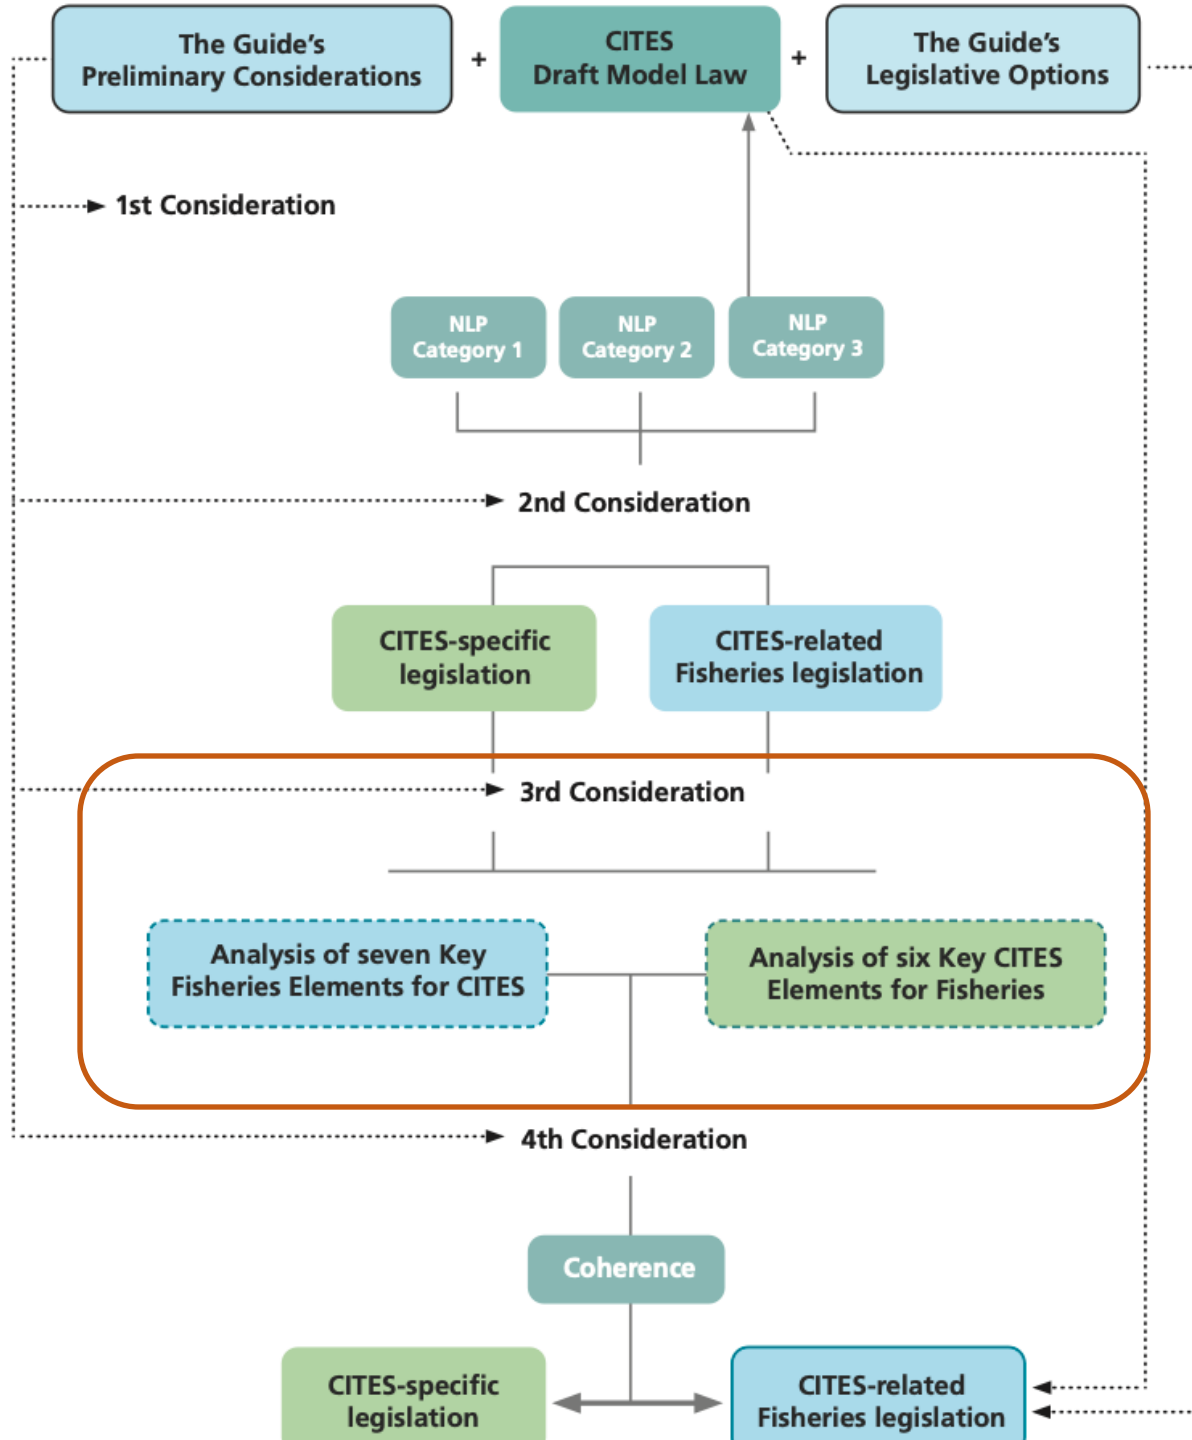 The Guide’s
Preliminary Considerations
+
CITES
Draft Model Law
+
The Guide’s
Legislative Options
1st Consideration
NLP
Category 1
NLP
Category 2
NLP
Category 3
2nd Consideration
CITES-specific
legislation
CITES-related
Fisheries legislation
3rd Consideration
Analysis of seven Key
Fisheries Elements for CITES
Analysis of six Key CITES
Elements for Fisheries
4th Consideration
Coherence
CITES-specific
legislation
CITES-related
Fisheries legislation